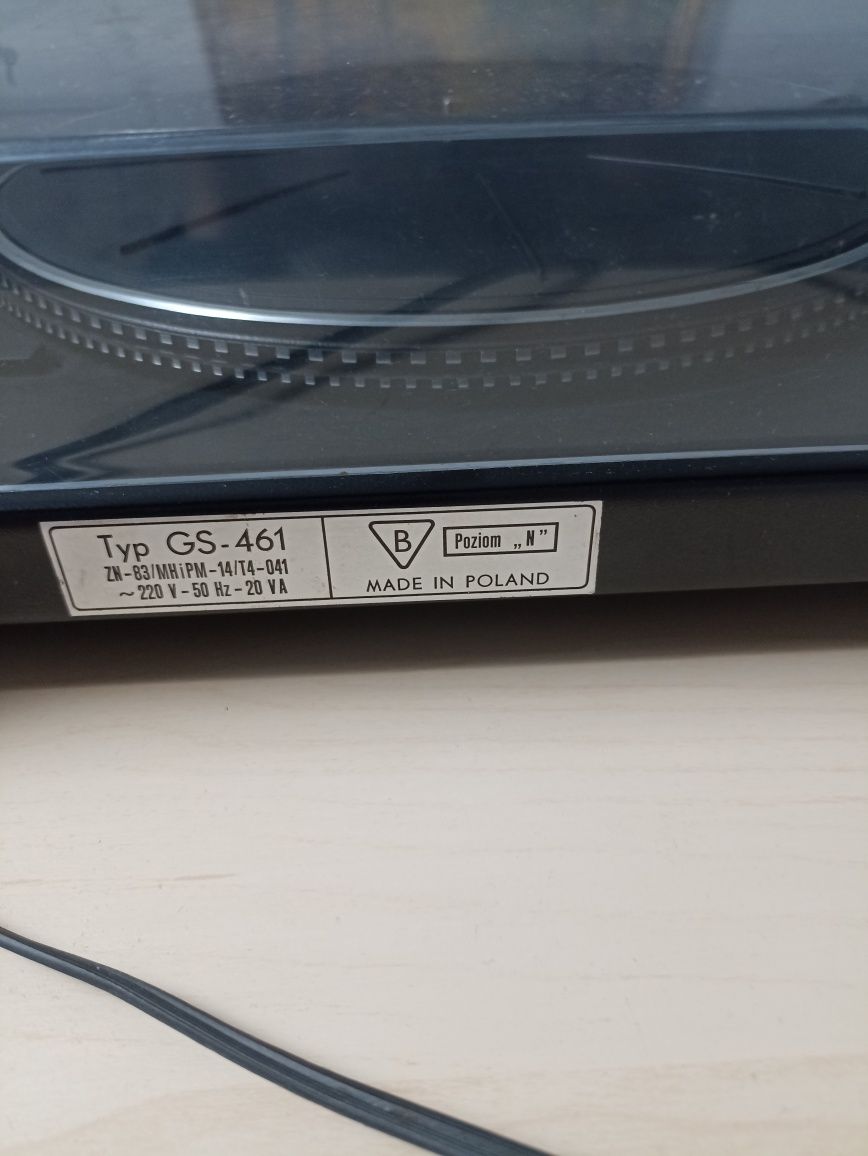 Typ GS-461
ZN-83/MHiPM-14/T4-041
~ 220 V - 50 Hz - 20 VA
B Poziom „N”
MADE IN POLAND